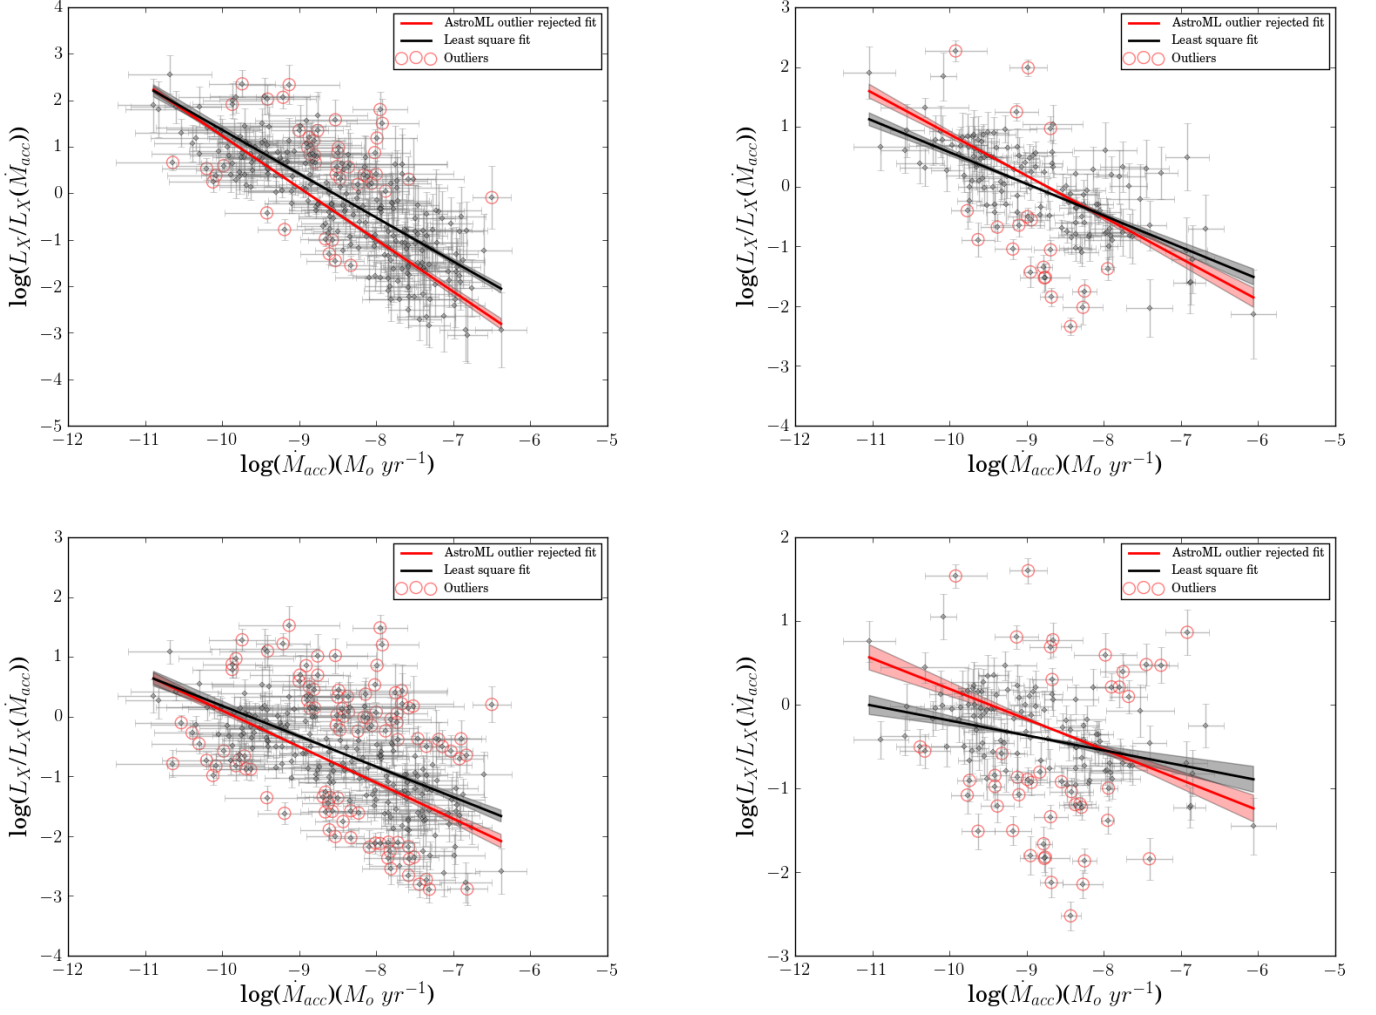 4
3
2
1
0
−1
−2
−3
−4
−5
−12 −11 −10 −9 −8 −7 −6 −5
log(L_X/L_X(Ṁ_acc))
log(Ṁ_acc)(M_o yr^−1)
AstroML outlier rejected fit
Least square fit
Outliers
3
2
1
0
−1
−2
−3
−4
−12 −11 −10 −9 −8 −7 −6 −5
log(L_X/L_X(Ṁ_acc))
log(Ṁ_acc)(M_o yr^−1)
AstroML outlier rejected fit
Least square fit
Outliers
3
2
1
0
−1
−2
−3
−4
−12 −11 −10 −9 −8 −7 −6 −5
log(L_X/L_X(Ṁ_acc))
log(Ṁ_acc)(M_o yr^−1)
AstroML outlier rejected fit
Least square fit
Outliers
2
1
0
−1
−2
−3
−12 −11 −10 −9 −8 −7 −6 −5
log(L_X/L_X(Ṁ_acc))
log(Ṁ_acc)(M_o yr^−1)
AstroML outlier rejected fit
Least square fit
Outliers